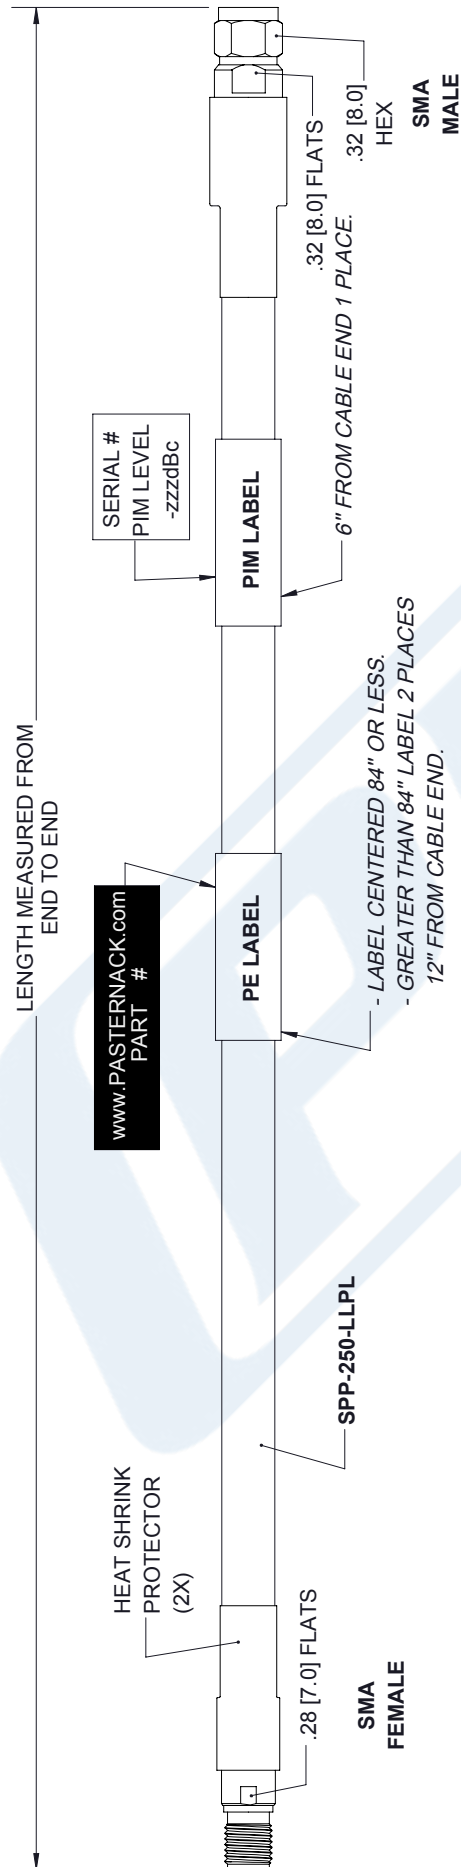 LENGTH MEASURED FROM
END TO END
HEAT SHRINK
PROTECTOR
(2X)
www.PASTERNACK.com
PART #
SERIAL #
PIM LEVEL
-zzzdBc
PE LABEL
PIM LABEL
.28 [7.0] FLATS
SMA
FEMALE
SPP-250-LLPL
- LABEL CENTERED 84" OR LESS.
- GREATER THAN 84" LABEL 2 PLACES
12" FROM CABLE END.
6" FROM CABLE END 1 PLACE.
.32 [8.0] FLATS
.32 [8.0]
HEX
SMA
MALE